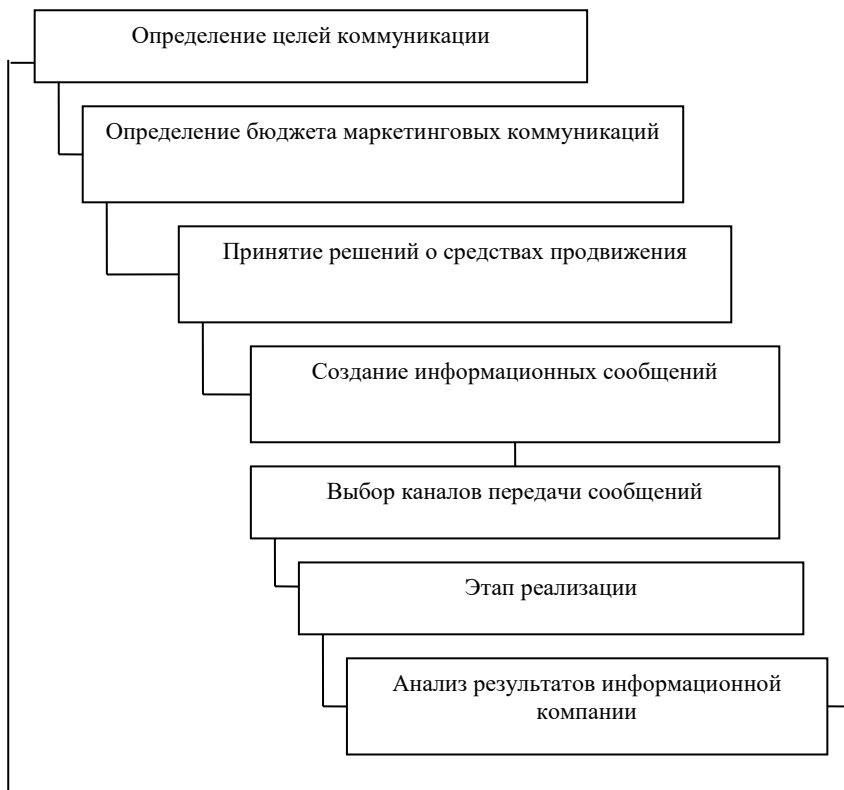 Определение целей коммуникации
Определение бюджета маркетинговых коммуникаций
Принятие решений о средствах продвижения
Создание информационных сообщений
Выбор каналов передачи сообщений
Этап реализации
Анализ результатов информационной
компании